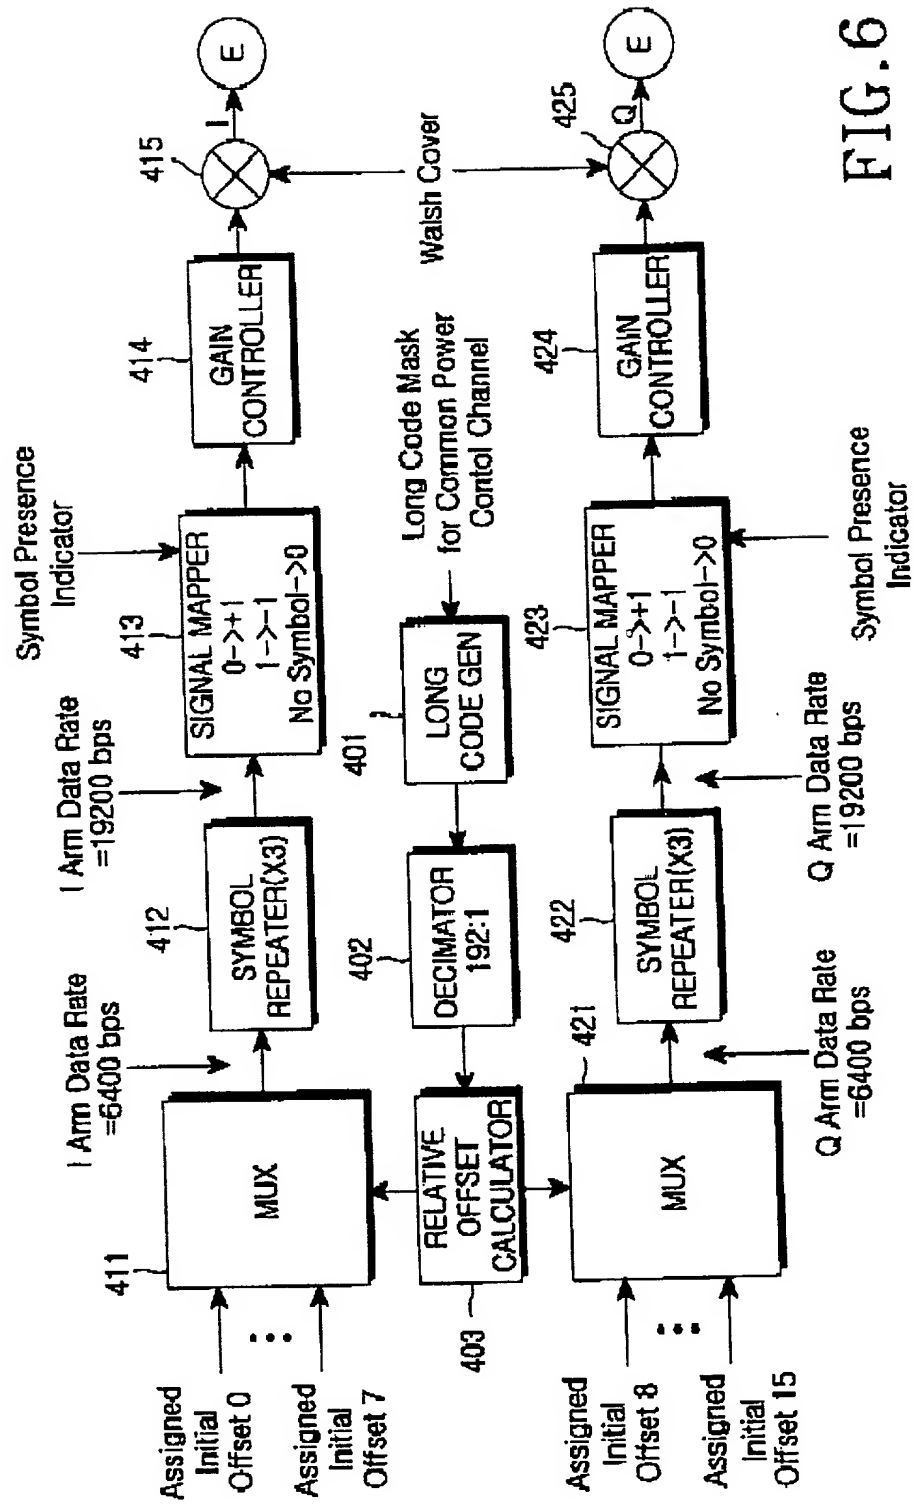 Assigned
Initial
Offset 0
Assigned
Initial
Offset 7
411
MUX
I Arm Data Rate
=6400 bps
412
SYMBOL
REPEATER(X3)
I Arm Data Rate
=19200 bps
413
SIGNAL MAPPER
0->+1
1->-1
No Symbol->0
Symbol Presence
Indicator
414
GAIN
CONTROLLER
415
I
E
403
RELATIVE
OFFSET
CALCULATOR
402
DECIMATOR
192:1
401
LONG
CODE GEN
Long Code Mask
for Common Power
Contol Channel
Walsh Cover
Assigned
Initial
Offset 8
Assigned
Initial
Offset 15
421
MUX
Q Arm Data Rate
=6400 bps
422
SYMBOL
REPEATER(X3)
Q Arm Data Rate
=19200 bps
423
SIGNAL MAPPER
0->+1
1->-1
No Symbol->0
Symbol Presence
Indicator
424
GAIN
CONTROLLER
425
Q
E
FIG.6